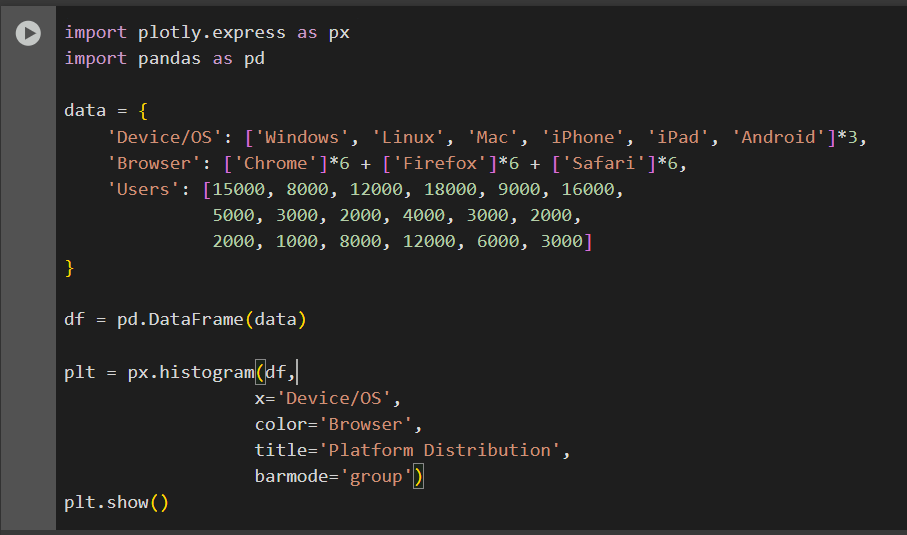 import plotly.express as px
import pandas as pd
data = {
    'Device/OS': ['Windows', 'Linux', 'Mac', 'iPhone', 'iPad', 'Android']*3,
    'Browser': ['Chrome']*6 + ['Firefox']*6 + ['Safari']*6,
    'Users': [15000, 8000, 12000, 18000, 9000, 16000,
              5000, 3000, 2000, 4000, 3000, 2000,
              2000, 1000, 8000, 12000, 6000, 3000]
}
df = pd.DataFrame(data)
plt = px.histogram(df,
                  x='Device/OS',
                  color='Browser',
                  title='Platform Distribution',
                  barmode='group')
plt.show()